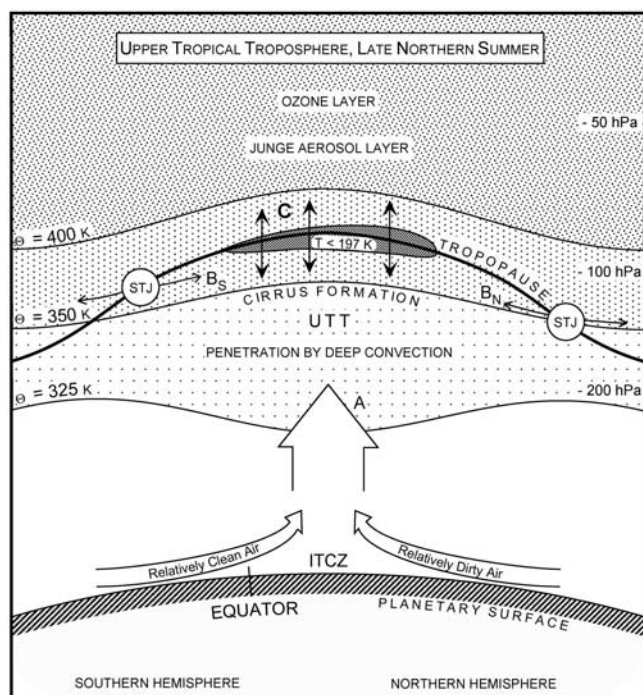 UPPER TROPICAL TROPOSPHERE, LATE NORTHERN SUMMER
OZONE LAYER
- 50 hPa
JUNGE AEROSOL LAYER
C
Θ = 400 K
T < 197 K
TROPOPAUSE
- 100 hPa
STJ
B_S
CIRRUS FORMATION
B_N
Θ = 350 K
UTT
STJ
PENETRATION BY DEEP CONVECTION
Θ = 325 K
A
- 200 hPa
Relatively Clean Air
ITCZ
Relatively Dirty Air
EQUATOR
PLANETARY SURFACE
SOUTHERN HEMISPHERE
NORTHERN HEMISPHERE